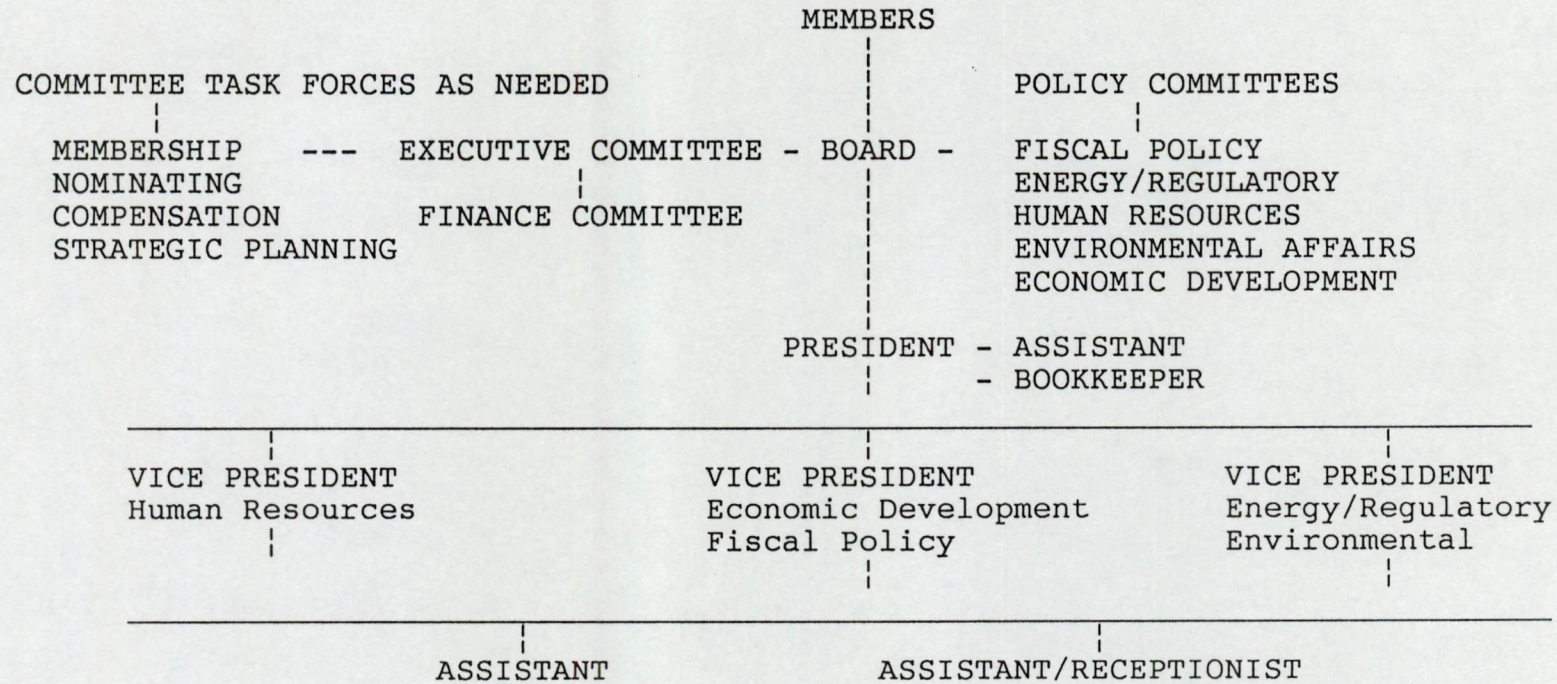 MEMBERS
COMMITTEE TASK FORCES AS NEEDED
POLICY COMMITTEES
MEMBERSHIP --- EXECUTIVE COMMITTEE - BOARD - FISCAL POLICY
NOMINATING ENERGY/REGULATORY
COMPENSATION FINANCE COMMITTEE HUMAN RESOURCES
STRATEGIC PLANNING ENVIRONMENTAL AFFAIRS
ECONOMIC DEVELOPMENT
PRESIDENT - ASSISTANT
- BOOKKEEPER
VICE PRESIDENT VICE PRESIDENT VICE PRESIDENT
Human Resources Economic Development Energy/Regulatory
Fiscal Policy Environmental
ASSISTANT ASSISTANT/RECEPTIONIST